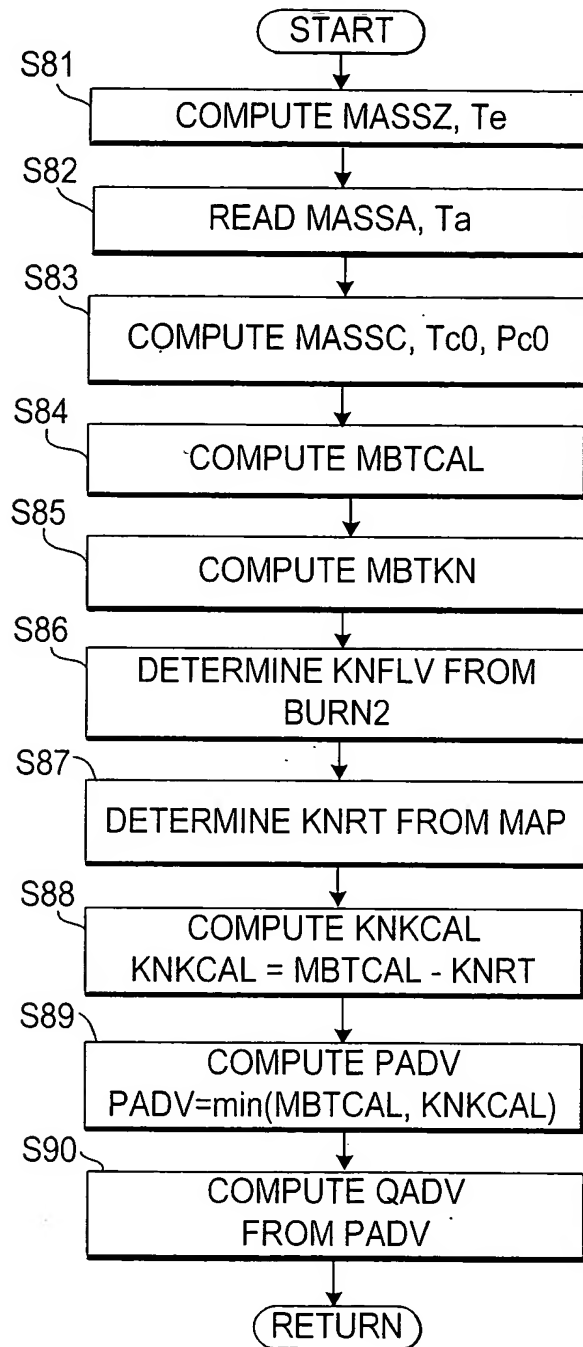 START
S81
COMPUTE MASSZ, Te
S82
READ MASSA, Ta
S83
COMPUTE MASSC, Tc0, Pc0
S84
COMPUTE MBTCAL
S85
COMPUTE MBTKN
S86
DETERMINE KNFLV FROM
BURN2
S87
DETERMINE KNRT FROM MAP
S88
COMPUTE KNKCAL
KNKCAL = MBTCAL - KNRT
S89
COMPUTE PADV
PADV=min(MBTCAL, KNKCAL)
S90
COMPUTE QADV
FROM PADV
RETURN